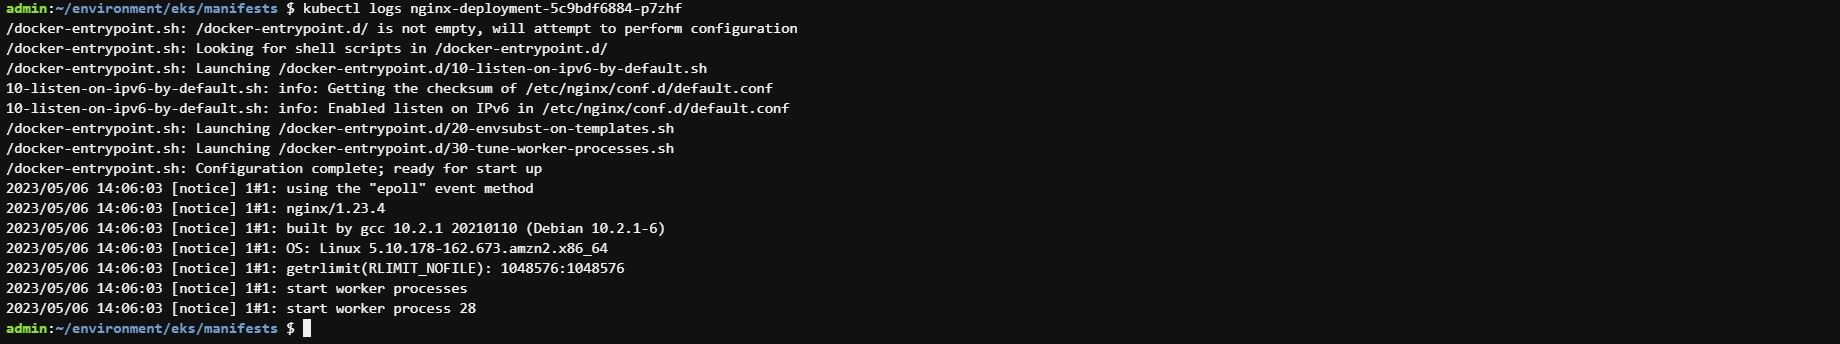 admin:~/environment/eks/manifests $ kubectl logs nginx-deployment-5c9bdf6884-p7zhf
/docker-entrypoint.sh: /docker-entrypoint.d/ is not empty, will attempt to perform configuration
/docker-entrypoint.sh: Looking for shell scripts in /docker-entrypoint.d/
/docker-entrypoint.sh: Launching /docker-entrypoint.d/10-listen-on-ipv6-by-default.sh
10-listen-on-ipv6-by-default.sh: info: Getting the checksum of /etc/nginx/conf.d/default.conf
10-listen-on-ipv6-by-default.sh: info: Enabled listen on IPv6 in /etc/nginx/conf.d/default.conf
/docker-entrypoint.sh: Launching /docker-entrypoint.d/20-envsubst-on-templates.sh
/docker-entrypoint.sh: Launching /docker-entrypoint.d/30-tune-worker-processes.sh
/docker-entrypoint.sh: Configuration complete; ready for start up
2023/05/06 14:06:03 [notice] 1#1: using the "epoll" event method
2023/05/06 14:06:03 [notice] 1#1: nginx/1.23.4
2023/05/06 14:06:03 [notice] 1#1: built by gcc 10.2.1 20210110 (Debian 10.2.1-6)
2023/05/06 14:06:03 [notice] 1#1: OS: Linux 5.10.178-162.673.amzn2.x86_64
2023/05/06 14:06:03 [notice] 1#1: getrlimit(RLIMIT_NOFILE): 1048576:1048576
2023/05/06 14:06:03 [notice] 1#1: start worker processes
2023/05/06 14:06:03 [notice] 1#1: start worker process 28
admin:~/environment/eks/manifests $